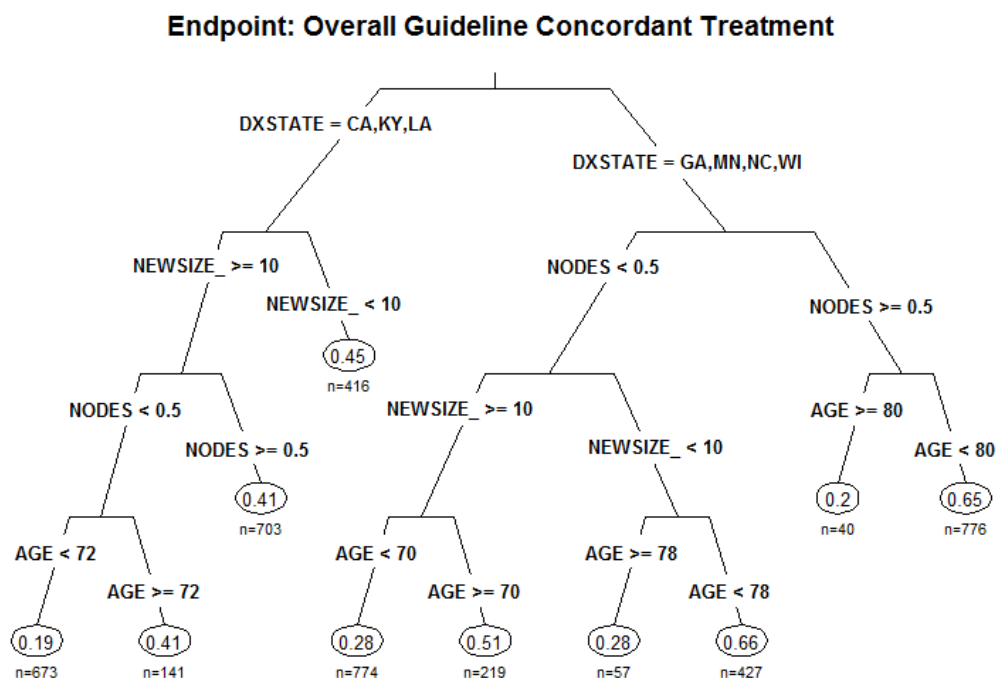 Endpoint: Overall Guideline Concordant Treatment
DXSTATE = CA,KY,LA
DXSTATE = GA,MN,NC,WI
NEWSIZE_ >= 10
NODES < 0.5
NEWSIZE_ < 10
NODES >= 0.5
0.45
n=416
NODES < 0.5
NEWSIZE_ >= 10
AGE >= 80
NODES >= 0.5
NEWSIZE_ < 10
AGE < 80
0.41
0.2
0.65
n=703
n=40
n=776
AGE < 72
AGE < 70
AGE >= 78
AGE >= 72
AGE >= 70
AGE < 78
0.19
0.41
0.28
0.51
0.28
0.66
n=673
n=141
n=774
n=219
n=57
n=427